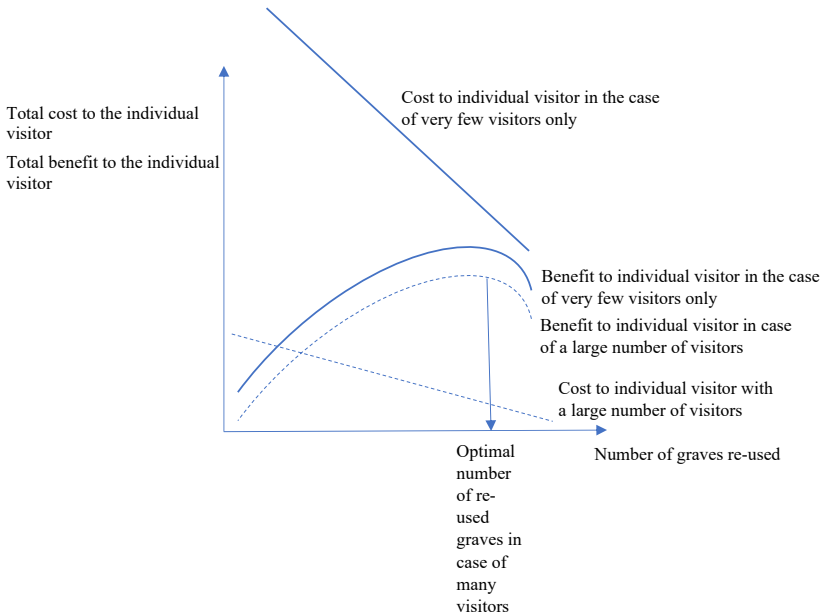 Cost to individual visitor in the case
of very few visitors only
Total cost to the individual
visitor
Total benefit to the individual
visitor
Benefit to individual visitor in the case
of very few visitors only
Benefit to individual visitor in case
of a large number of visitors
Cost to individual visitor with
a large number of visitors
Number of graves re-used
Optimal
number
of re-
used
graves in
case of
many
visitors